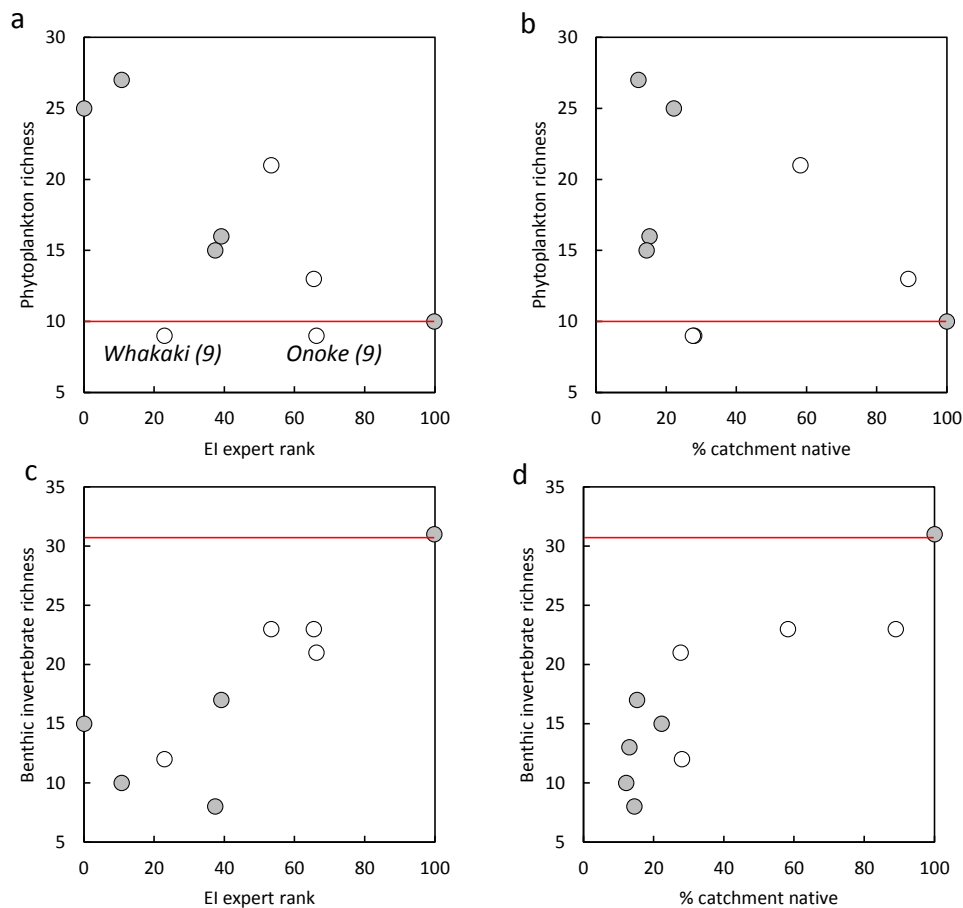 a
30
25
20
15
10
5
Phytoplankton richness
Whakaki (9)
Onoke (9)
0 20 40 60 80 100
EI expert rank
b
30
25
20
15
10
5
Phytoplankton richness
0 20 40 60 80 100
% catchment native
c
35
30
25
20
15
10
5
Benthic invertebrate richness
0 20 40 60 80 100
EI expert rank
d
35
30
25
20
15
10
5
Benthic invertebrate richness
0 20 40 60 80 100
% catchment native